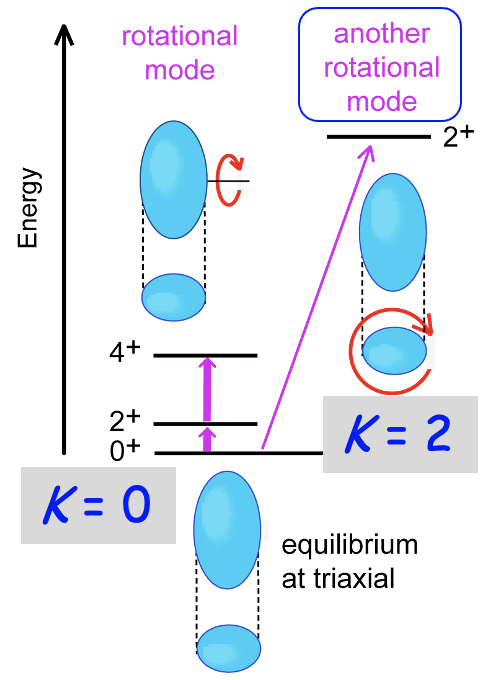 rotational
mode
another
rotational
mode
2+
Energy
4+
2+
0+
K = 2
K = 0
equilibrium
at triaxial